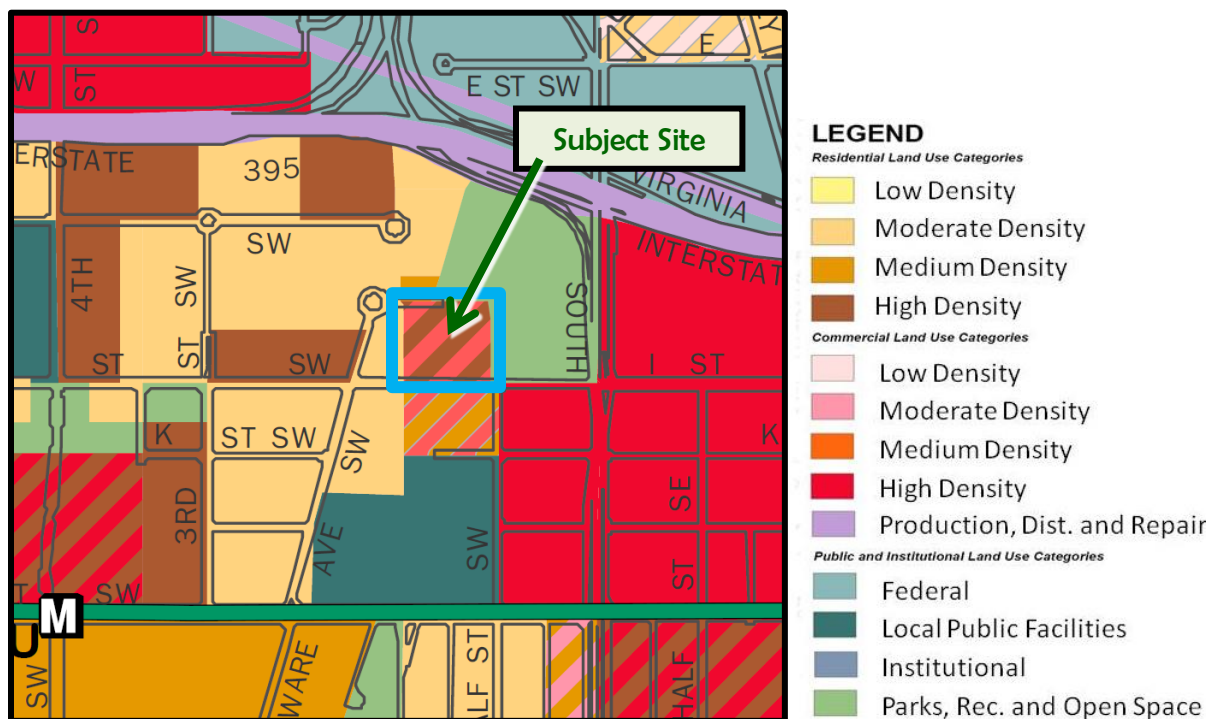 S
W
ST
E
Y
E ST SW
Subject Site
ERSTATE
395
VIRGINIA
INTERSTAT
SW
4TH
SW
ST
SOUTH
ST
SW
I ST
K
ST SW
SW
K
3RD
AVE
SW
SE
ST
T
SW
M
U
SW
WARE
ALF ST
HALF
LEGEND
Residential Land Use Categories
Low Density
Moderate Density
Medium Density
High Density
Commercial Land Use Categories
Low Density
Moderate Density
Medium Density
High Density
Production, Dist. and Repair
Public and Institutional Land Use Categories
Federal
Local Public Facilities
Institutional
Parks, Rec. and Open Space